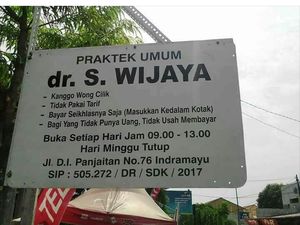 PRAKTEK UMUM
dr. S. WIJAYA
- Kanggo Wong Cilik
- Tidak Pakai Tarif
- Bayar Seikhlasnya Saja (Masukkan Kedalam Kotak)
- Bagi Yang Tidak Punya Uang, Tidak Usah Membayar
Buka Setiap Hari Jam 09.00 - 13.00
Hari Minggu Tutup
Jl. D.I. Panjaitan No.76 Indramayu
SIP : 505.272 / DR / SDK / 2017